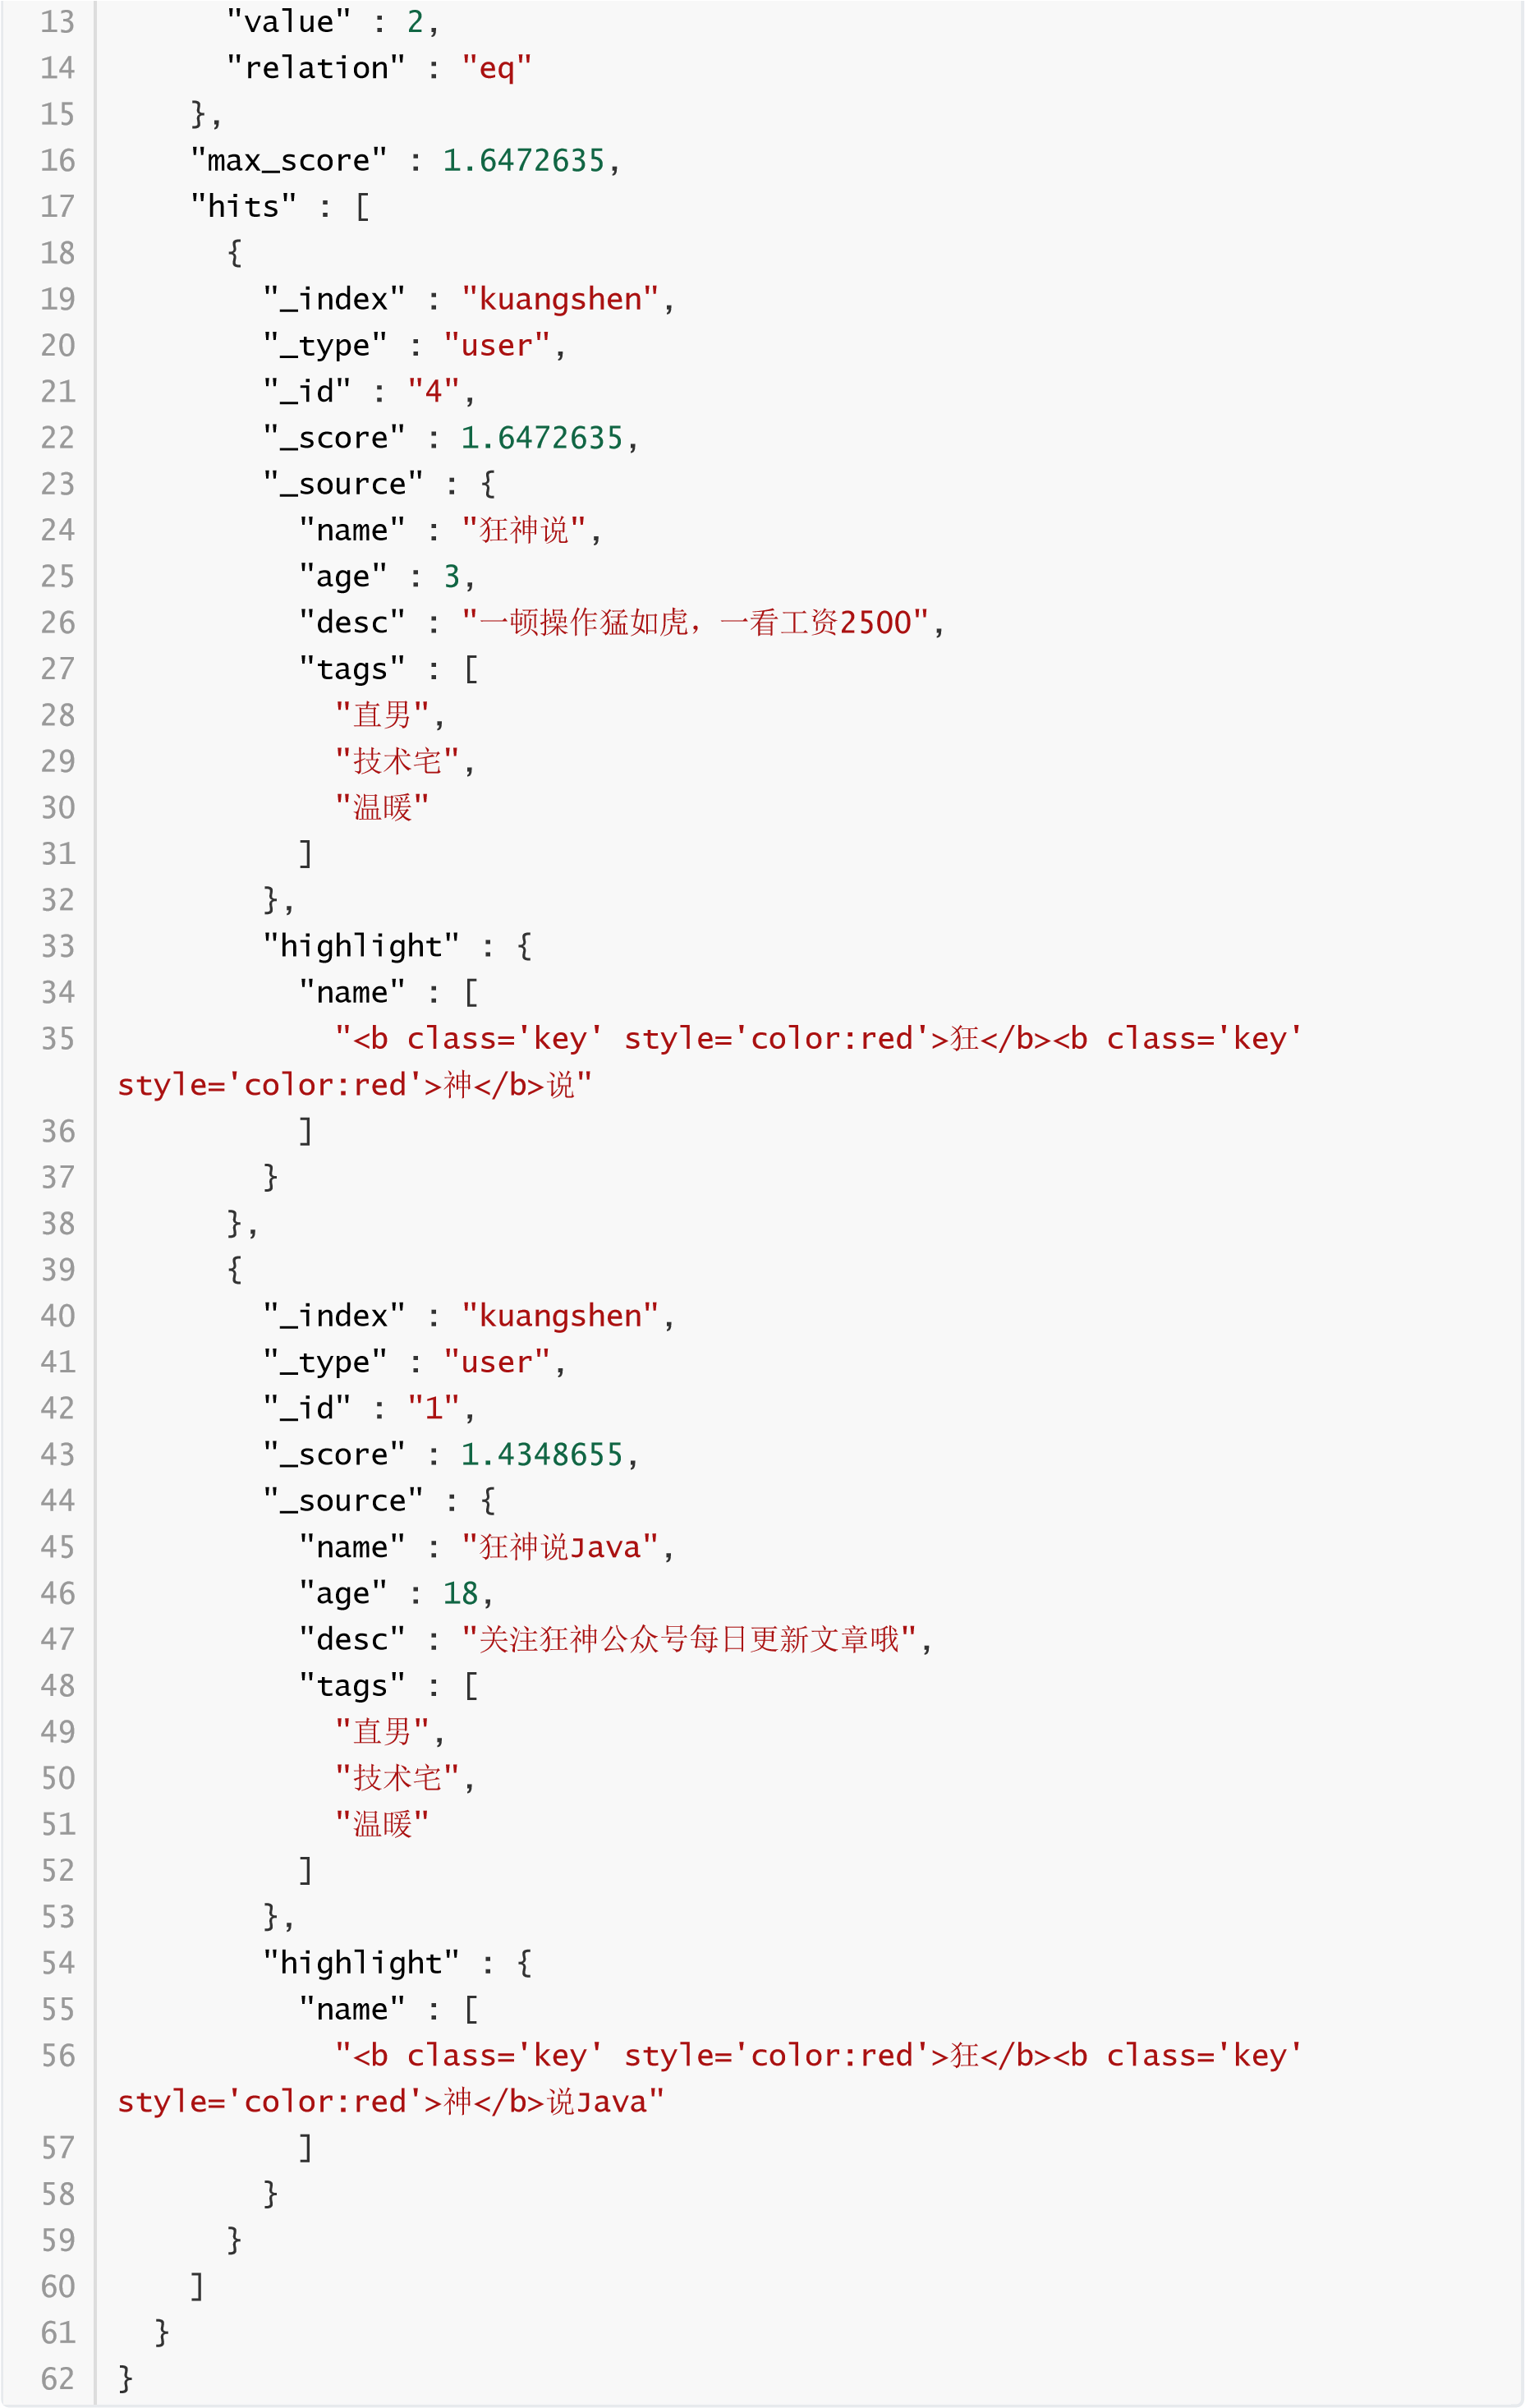 13 "value" : 2,
14 "relation" : "eq"
15 },
16 "max_score" : 1.6472635,
17 "hits" : [
18 {
19 "_index" : "kuangshen",
20 "_type" : "user",
21 "_id" : "4",
22 "_score" : 1.6472635,
23 "_source" : {
24 "name" : "狂神说",
25 "age" : 3,
26 "desc" : "一顿操作猛如虎，一看工资2500",
27 "tags" : [
28 "直男",
29 "技术宅",
30 "温暖"
31 ]
32 },
33 "highlight" : {
34 "name" : [
35 "<b class='key' style='color:red'>狂</b><b class='key'
style='color:red'>神</b>说"
36 ]
37 }
38 },
39 {
40 "_index" : "kuangshen",
41 "_type" : "user",
42 "_id" : "1",
43 "_score" : 1.4348655,
44 "_source" : {
45 "name" : "狂神说Java",
46 "age" : 18,
47 "desc" : "关注狂神公众号每日更新文章哦",
48 "tags" : [
49 "直男",
50 "技术宅",
51 "温暖"
52 ]
53 },
54 "highlight" : {
55 "name" : [
56 "<b class='key' style='color:red'>狂</b><b class='key'
style='color:red'>神</b>说Java"
57 ]
58 }
59 }
60 ]
61 }
62 }